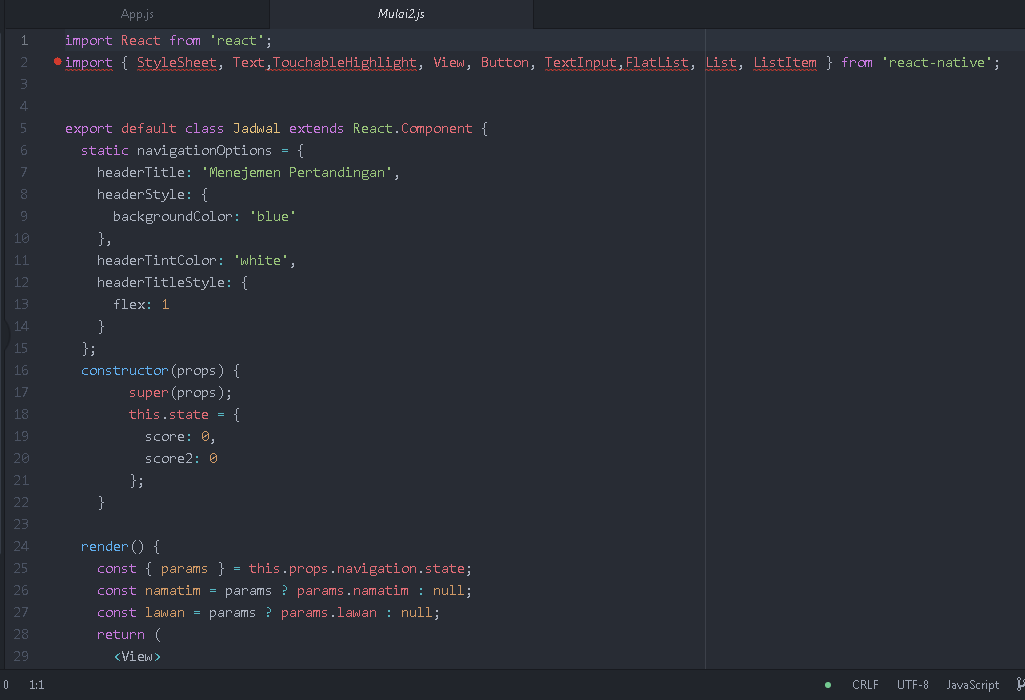 App.js
Mulai2.js
1 import React from 'react';
2 import { StyleSheet, Text,TouchableHighlight, View, Button, TextInput,FlatList, List, ListItem } from 'react-native';
3
4
5 export default class Jadwal extends React.Component {
6 static navigationOptions = {
7 headerTitle: 'Menejemen Pertandingan',
8 headerStyle: {
9 backgroundColor: 'blue'
10 },
11 headerTintColor: 'white',
12 headerTitleStyle: {
13 flex: 1
14 }
15 };
16 constructor(props) {
17 super(props);
18 this.state = {
19 score: 0,
20 score2: 0
21 };
22 }
23
24 render() {
25 const { params } = this.props.navigation.state;
26 const namatim = params ? params.namatim : null;
27 const lawan = params ? params.lawan : null;
28 return (
29 <View>
0 1:1 CRLF UTF-8 JavaScript